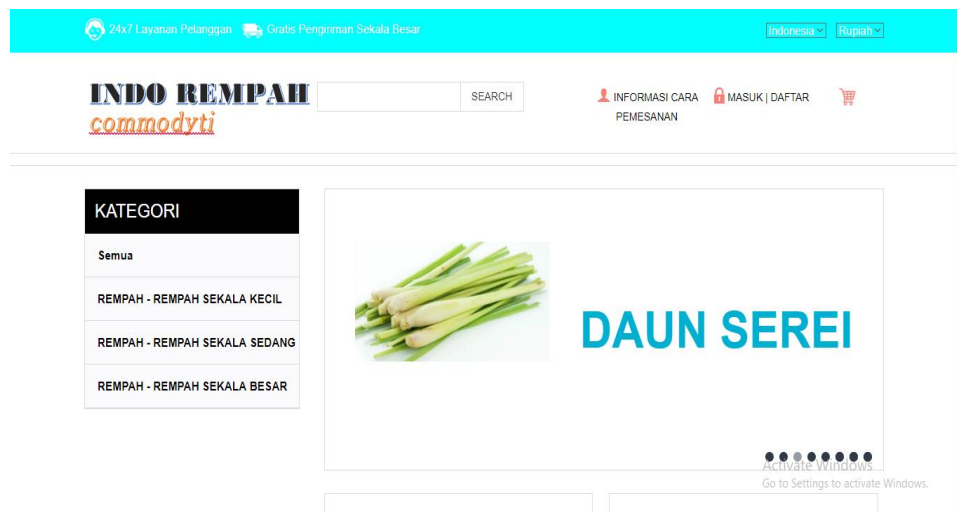 24x7 Layanan Pelanggan Gratis Pengiriman Sekala Besar
Indonesia Rupiah
INDO REMPAH
commodyti
SEARCH
INFORMASI CARA
PEMESANAN
MASUK | DAFTAR
KATEGORI
Semua
REMPAH - REMPAH SEKALA KECIL
REMPAH - REMPAH SEKALA SEDANG
REMPAH - REMPAH SEKALA BESAR
DAUN SEREI
Activate Windows
Go to Settings to activate Windows.